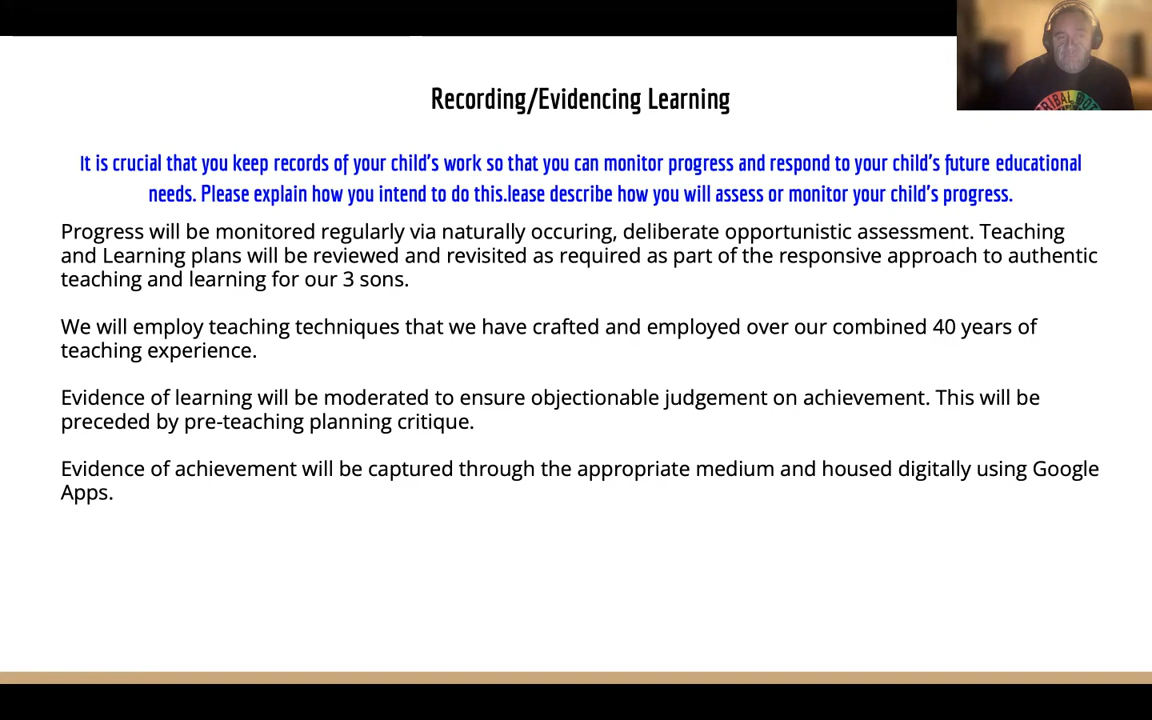 Recording/Evidencing Learning
It is crucial that you keep records of your child's work so that you can monitor progress and respond to your child's future educational
needs. Please explain how you intend to do this.lease describe how you will assess or monitor your child's progress.
Progress will be monitored regularly via naturally occuring, deliberate opportunistic assessment. Teaching
and Learning plans will be reviewed and revisited as required as part of the responsive approach to authentic
teaching and learning for our 3 sons.
We will employ teaching techniques that we have crafted and employed over our combined 40 years of
teaching experience.
Evidence of learning will be moderated to ensure objectionable judgement on achievement. This will be
preceded by pre-teaching planning critique.
Evidence of achievement will be captured through the appropriate medium and housed digitally using Google
Apps.